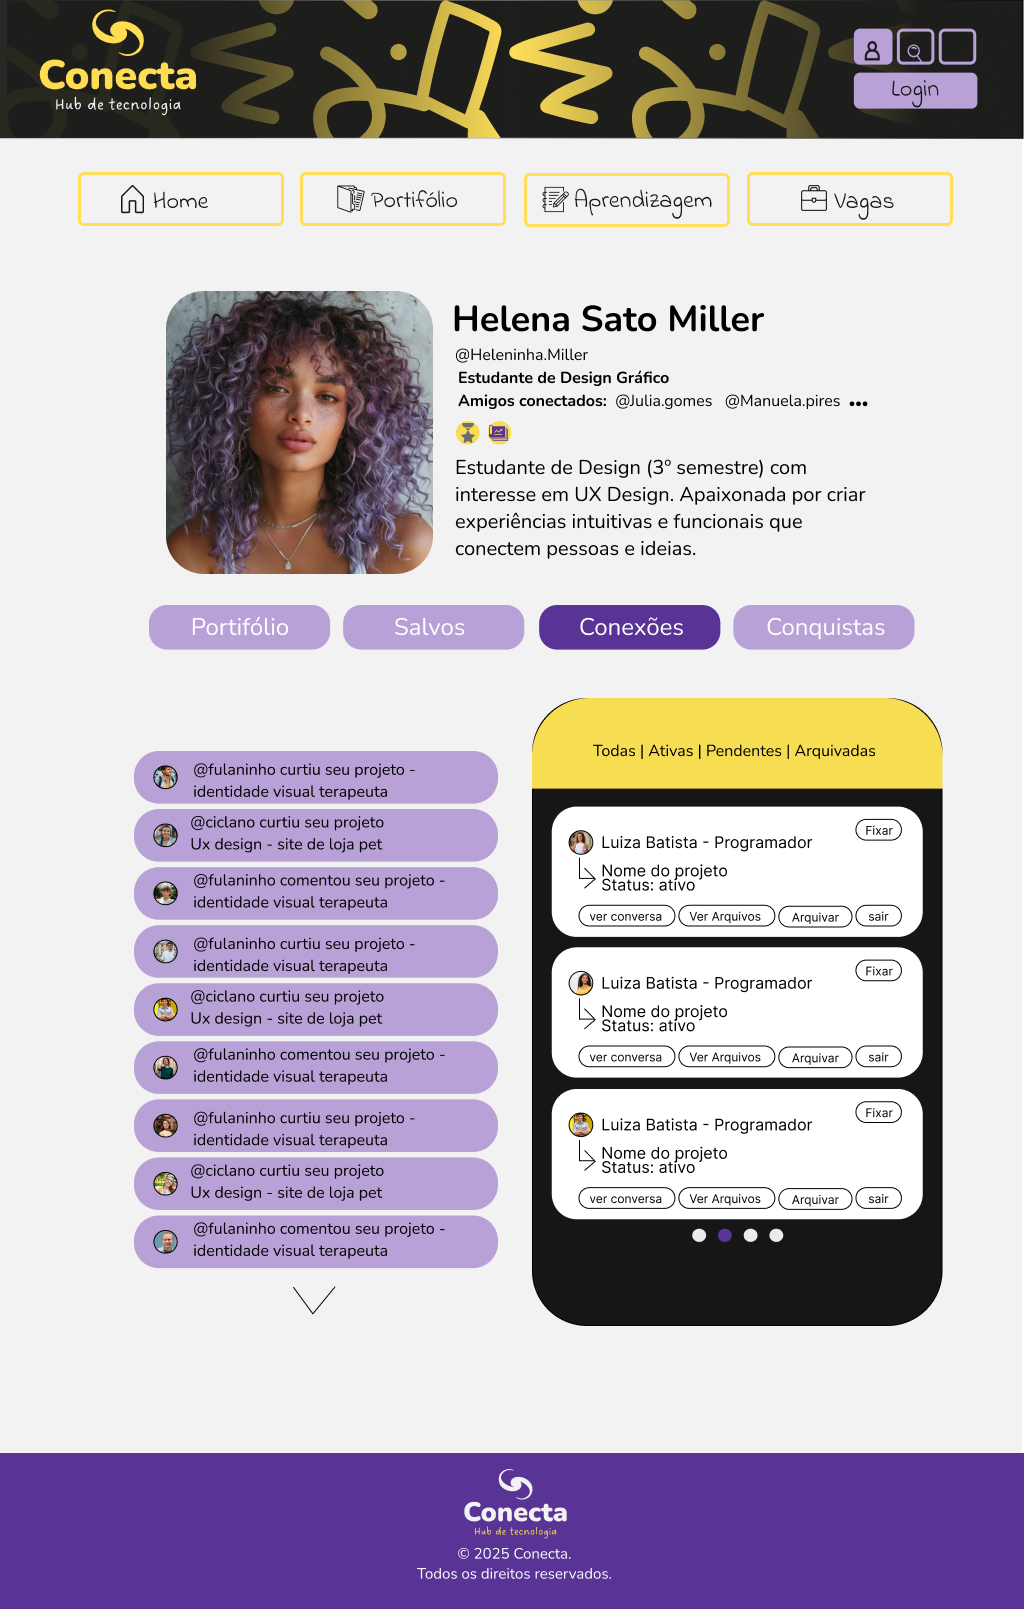 Conecta
Hub de tecnologia
Login
Home
Portifólio
Aprendizagem
Vagas
Helena Sato Miller
@Heleninha.Miller
Estudante de Design Gráfico
Amigos conectados: @Julia.gomes @Manuela.pires •••
Estudante de Design (3º semestre) com
interesse em UX Design. Apaixonada por criar
experiências intuitivas e funcionais que
conectem pessoas e ideias.
Portifólio
Salvos
Conexões
Conquistas
@fulaninho curtiu seu projeto -
identidade visual terapeuta
@ciclano curtiu seu projeto
Ux design - site de loja pet
@fulaninho comentou seu projeto -
identidade visual terapeuta
@fulaninho curtiu seu projeto -
identidade visual terapeuta
@ciclano curtiu seu projeto
Ux design - site de loja pet
@fulaninho comentou seu projeto -
identidade visual terapeuta
@fulaninho curtiu seu projeto -
identidade visual terapeuta
@ciclano curtiu seu projeto
Ux design - site de loja pet
@fulaninho comentou seu projeto -
identidade visual terapeuta
Todas | Ativas | Pendentes | Arquivadas
Fixar
Luiza Batista - Programador
Nome do projeto
Status: ativo
ver conversa
Ver Arquivos
Arquivar
sair
Fixar
Luiza Batista - Programador
Nome do projeto
Status: ativo
ver conversa
Ver Arquivos
Arquivar
sair
Fixar
Luiza Batista - Programador
Nome do projeto
Status: ativo
ver conversa
Ver Arquivos
Arquivar
sair
Conecta
Hub de tecnologia
© 2025 Conecta.
Todos os direitos reservados.